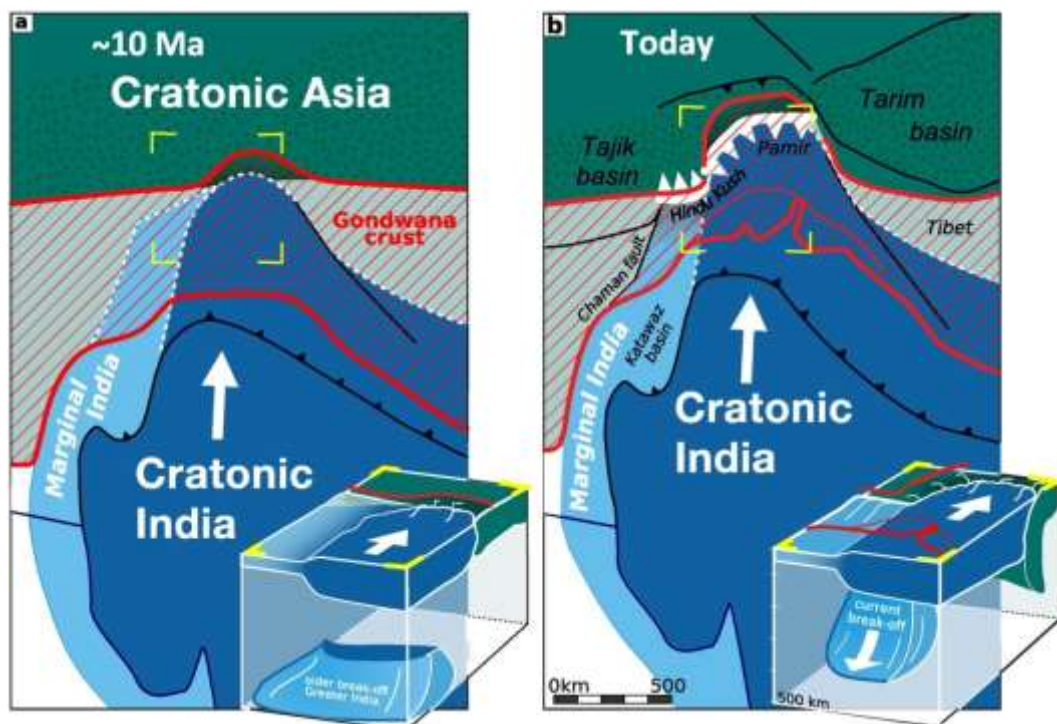 a
~10 Ma
Cratonic Asia
Gondwana
crust
Marginal
India
Cratonic
India
older break-off
Greater India
b
Today
Tajik
basin
Tarim
basin
Pamir
Hindu Kush
Tibet
Chaman fault
Katawaz
basin
Marginal India
Cratonic
India
current
break-off
0km
500
500 km